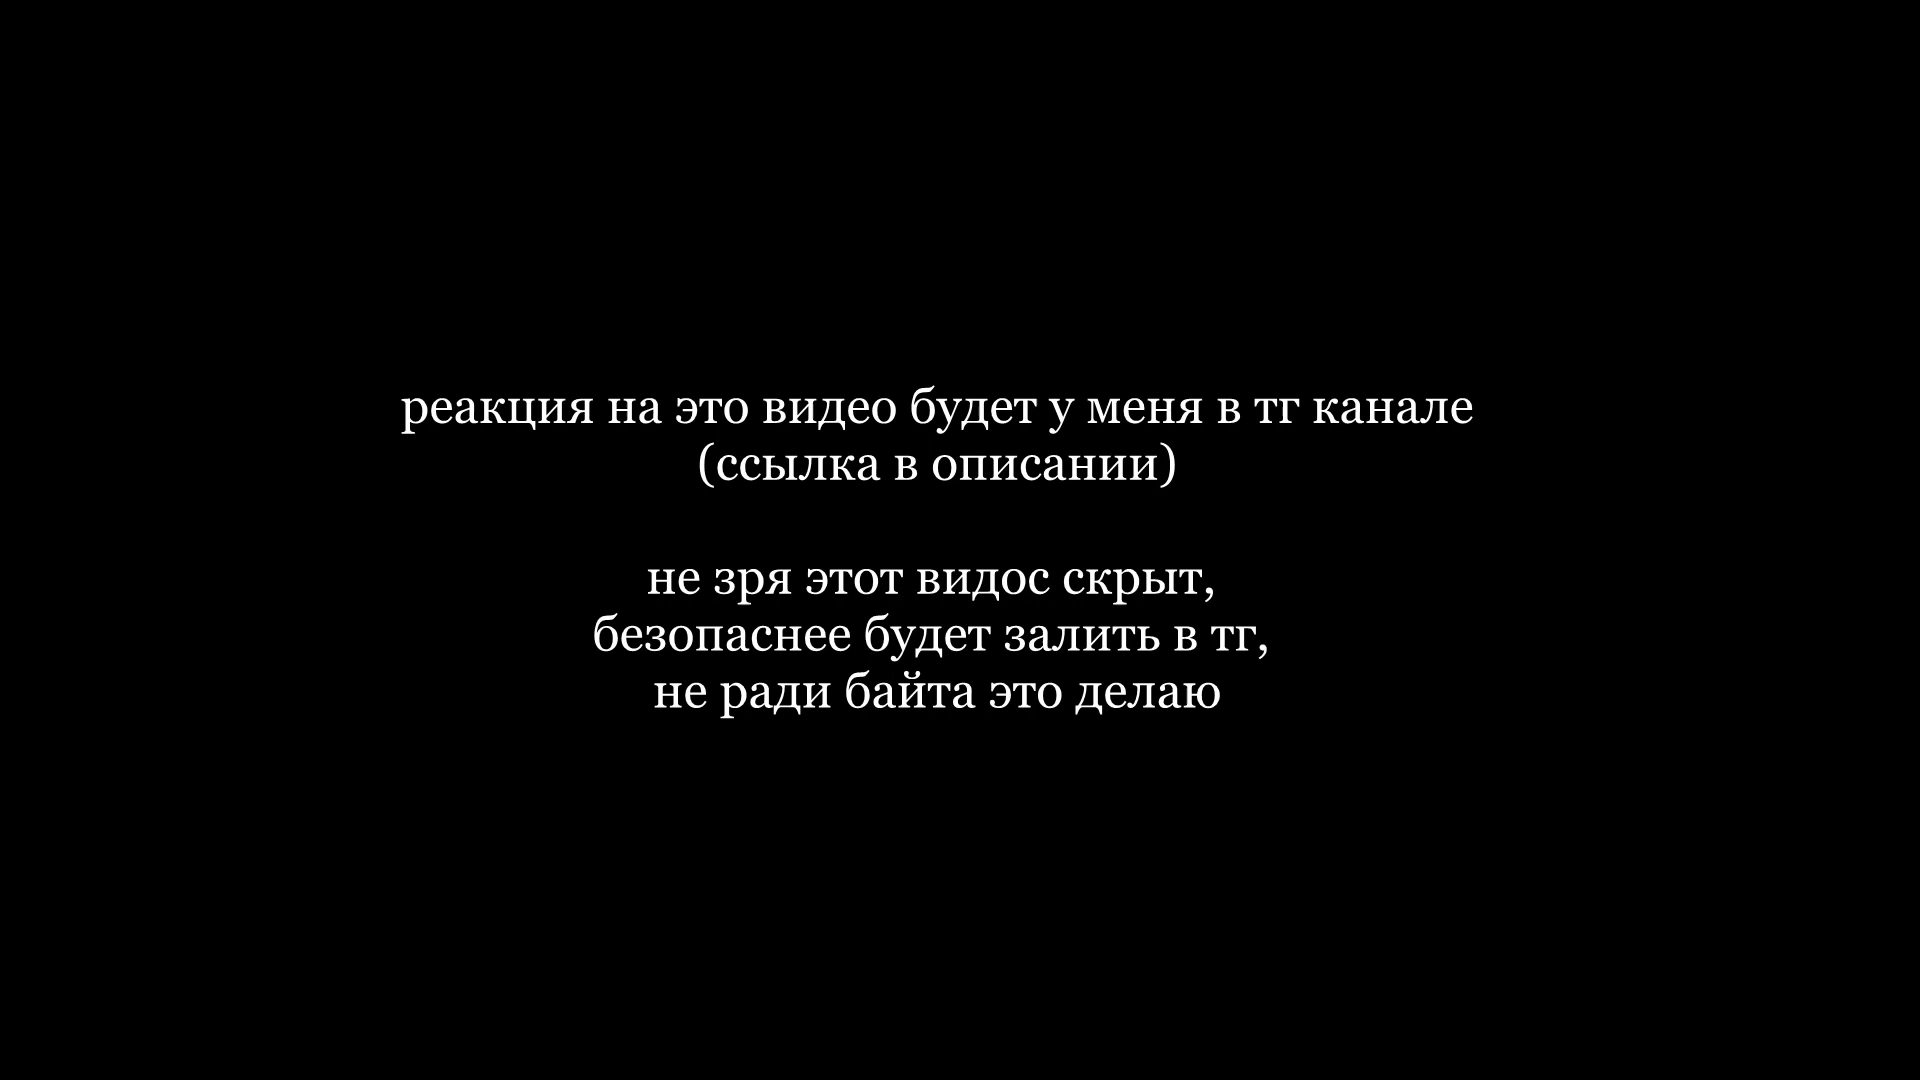 реакция на это видео будет у меня в тг канале
(ссылка в описании)
не зря этот видос скрыт,
безопаснее будет залить в тг,
не ради байта это делаю